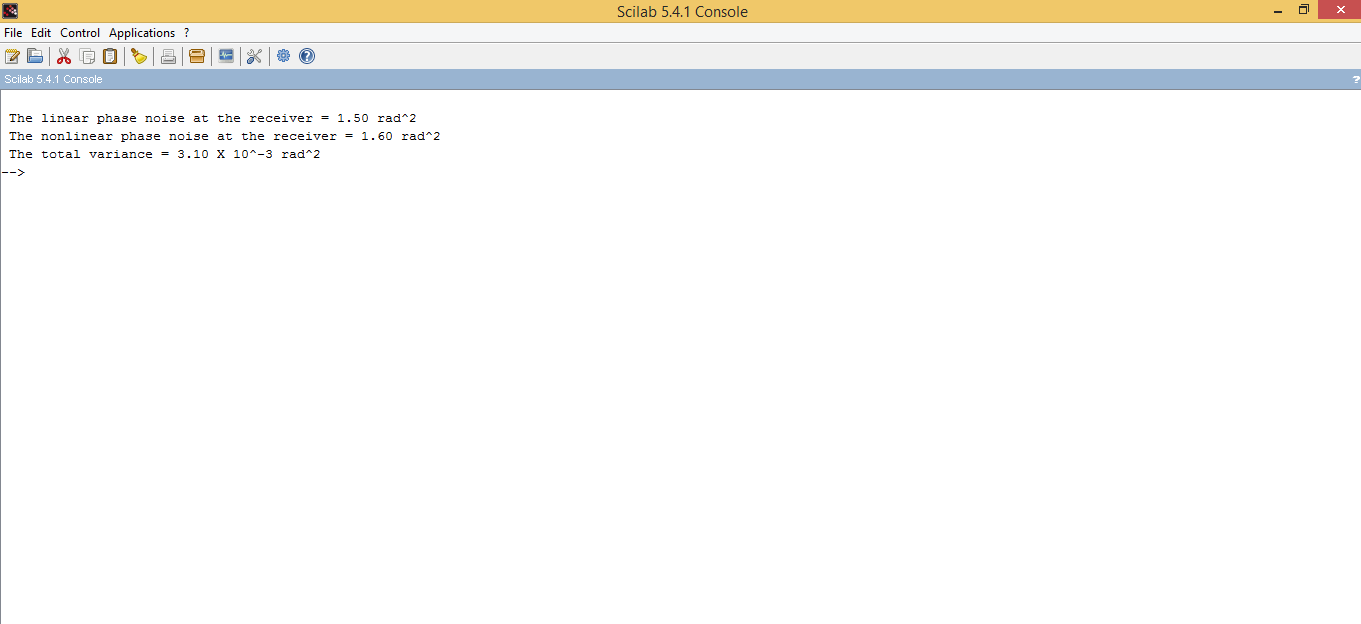 Scilab 5.4.1 Console
File Edit Control Applications ?
Scilab 5.4.1 Console ?
The linear phase noise at the receiver = 1.50 rad^2
The nonlinear phase noise at the receiver = 1.60 rad^2
The total variance = 3.10 X 10^-3 rad^2
-->